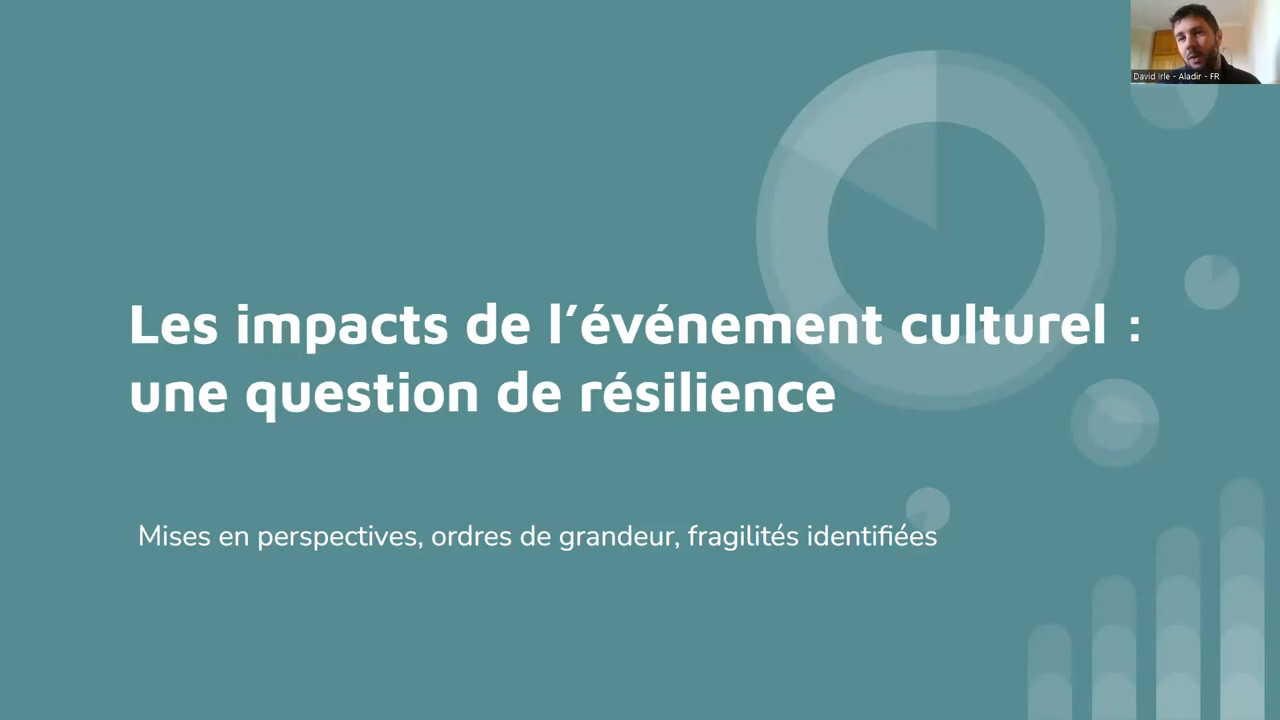 David Irle - Aladir - FR
Les impacts de l’événement culturel :
une question de résilience
Mises en perspectives, ordres de grandeur, fragilités identifiées